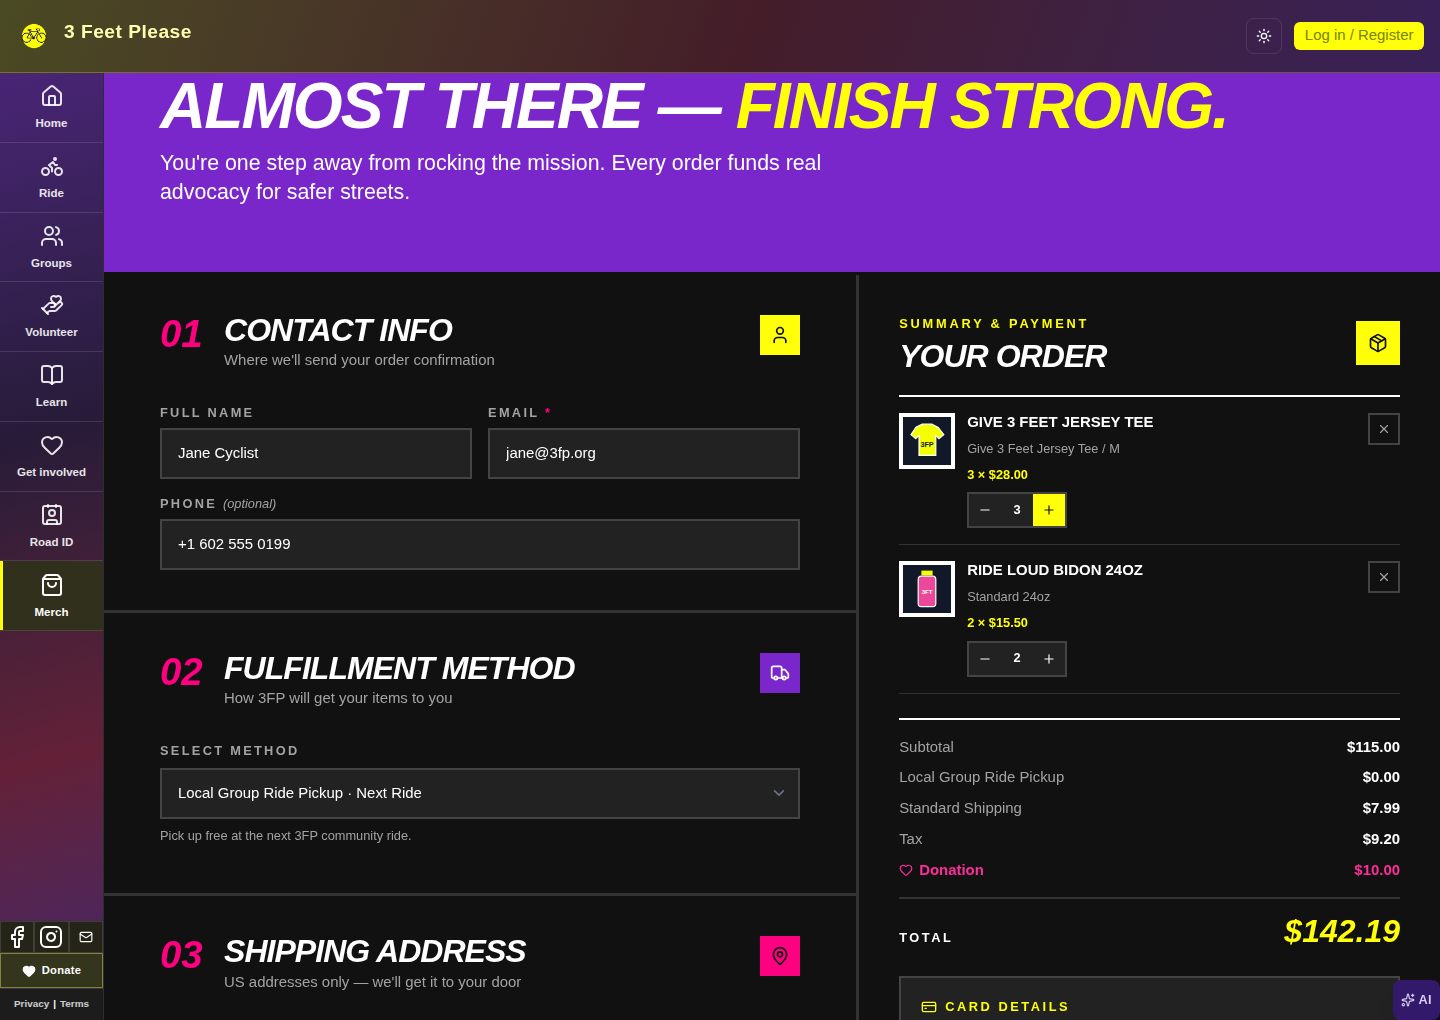 3 Feet Please
Log in / Register
Home
Ride
Groups
Volunteer
Learn
Get involved
Road ID
Merch
Donate
Privacy | Terms
ALMOST THERE — FINISH STRONG.
You're one step away from rocking the mission. Every order funds real
advocacy for safer streets.
01 CONTACT INFO
Where we'll send your order confirmation
FULL NAME
EMAIL *
Jane Cyclist
jane@3fp.org
PHONE (optional)
+1 602 555 0199
02 FULFILLMENT METHOD
How 3FP will get your items to you
SELECT METHOD
Local Group Ride Pickup · Next Ride
Pick up free at the next 3FP community ride.
03 SHIPPING ADDRESS
US addresses only — we'll get it to your door
SUMMARY & PAYMENT
YOUR ORDER
3FP
GIVE 3 FEET JERSEY TEE
Give 3 Feet Jersey Tee / M
3 × $28.00
− 3 +
3FT
RIDE LOUD BIDON 24OZ
Standard 24oz
2 × $15.50
− 2 +
Subtotal $115.00
Local Group Ride Pickup $0.00
Standard Shipping $7.99
Tax $9.20
Donation $10.00
TOTAL $142.19
CARD DETAILS
AI